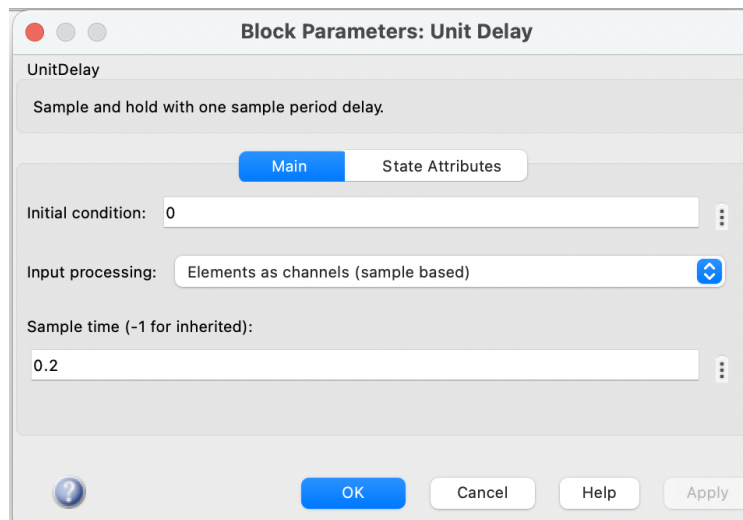 Block Parameters: Unit Delay
UnitDelay
Sample and hold with one sample period delay.
Main State Attributes
Initial condition: 0
Input processing: Elements as channels (sample based)
Sample time (-1 for inherited):
0.2
? OK Cancel Help Apply